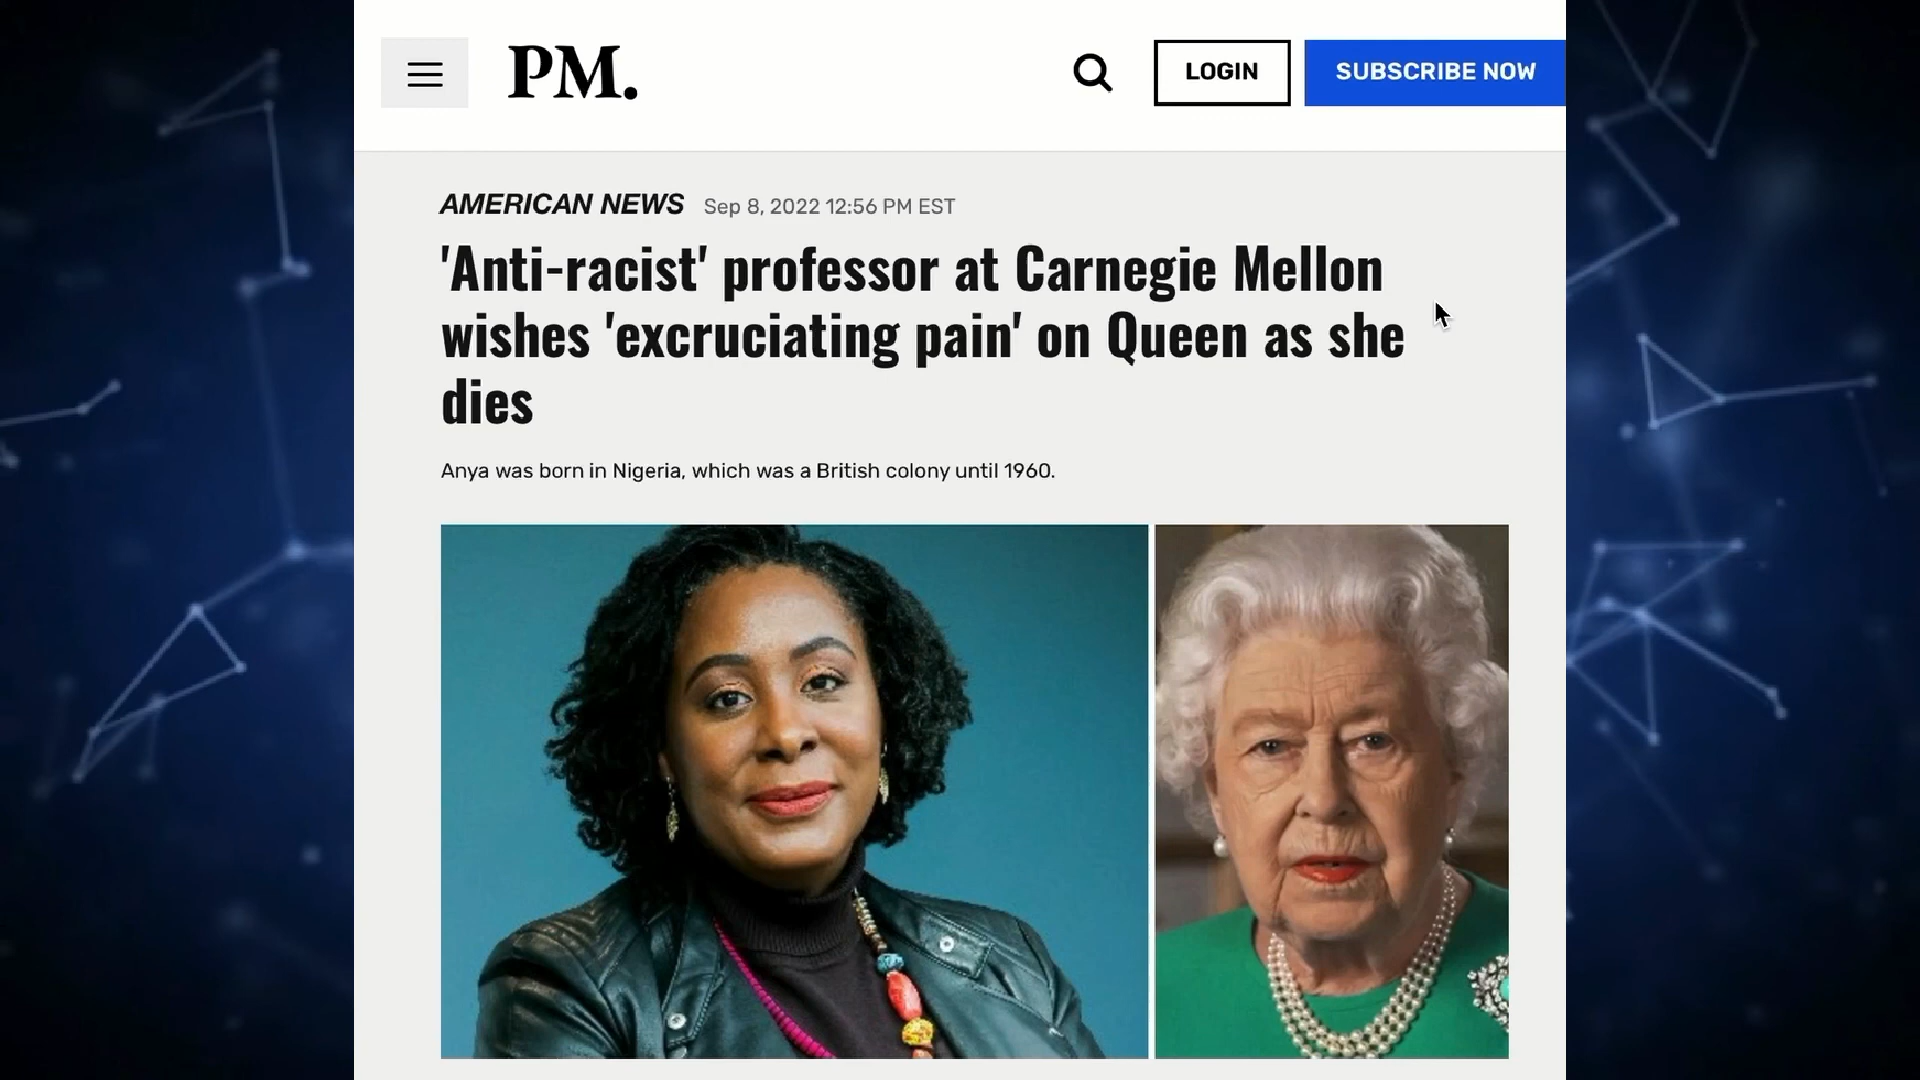 PM.
LOGIN
SUBSCRIBE NOW
AMERICAN NEWS Sep 8, 2022 12:56 PM EST
'Anti-racist' professor at Carnegie Mellon
wishes 'excruciating pain' on Queen as she
dies
Anya was born in Nigeria, which was a British colony until 1960.